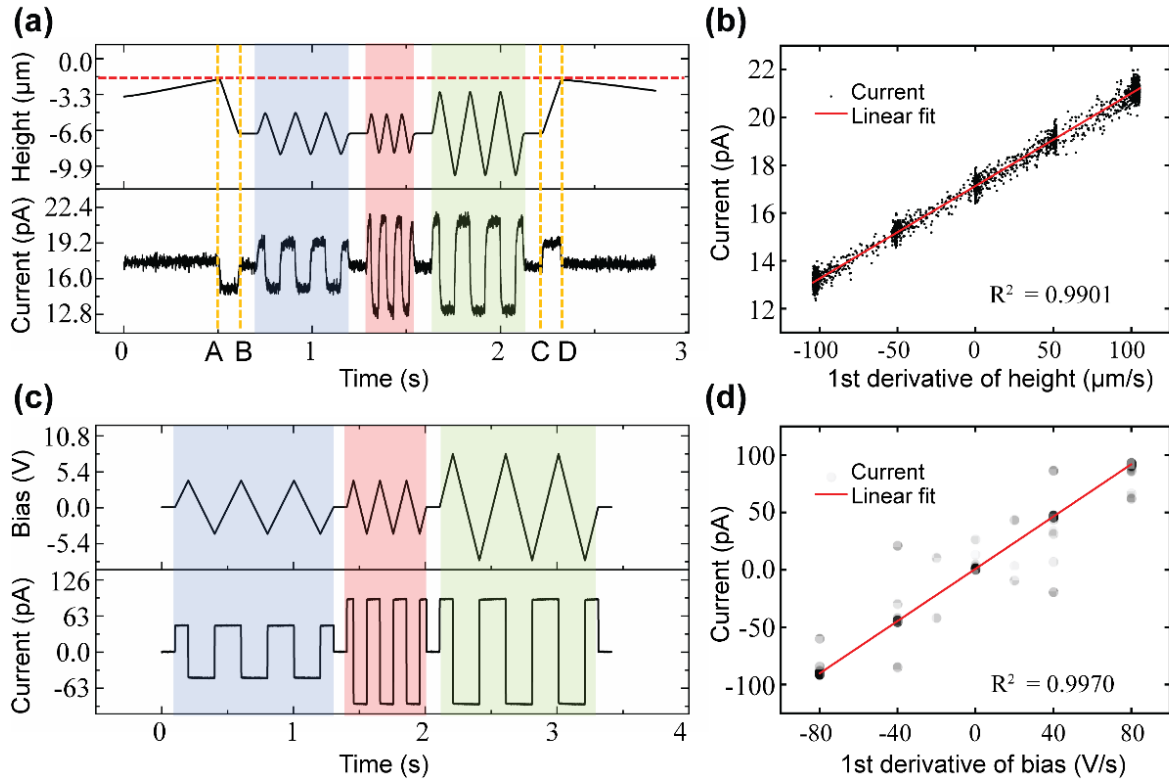 (a)
Height (μm)
0.0
-3.3
-6.6
-9.9
Current (pA)
22.4
19.2
16.0
12.8
0 A B 1 2 C D 3
Time (s)
(b)
Current (pA)
22
20
18
16
14
12
Current
Linear fit
R² = 0.9901
-100 -50 0 50 100
1st derivative of height (μm/s)
(c)
Bias (V)
10.8
5.4
0.0
-5.4
Current (pA)
126
63
0.0
-63
0 1 2 3 4
Time (s)
(d)
Current (pA)
100
50
0.0
-50
-100
Current
Linear fit
R² = 0.9970
-80 -40 0 40 80
1st derivative of bias (V/s)